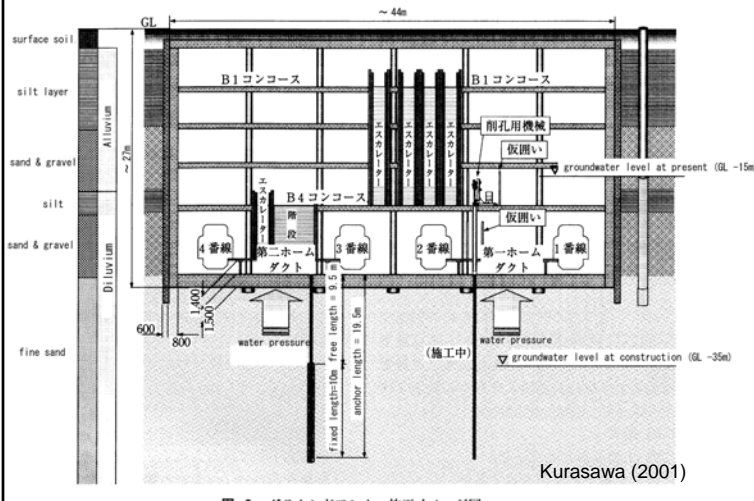 ~ 44m
GL
surface soil
silt layer
sand & gravel
silt
sand & gravel
fine sand
Alluvium
Diluvium
~ 27m
B1コンコース
B1コンコース
エスカレーター
エスカレーター
エスカレーター
エスカレーター
削孔用機械
仮囲い
groundwater level at present (GL -15m)
エスカレーター
B4コンコース
階段
仮囲い
4番線
第二ホーム
3番線
2番線
第一ホーム
1番線
ダクト
ダクト
1,400
1,500
600
800
water pressure
water pressure
free length = 9.5 m
fixed length=10m
anchor length = 19.5m
(施工中)
groundwater level at construction (GL -35m)
Kurasawa (2001)